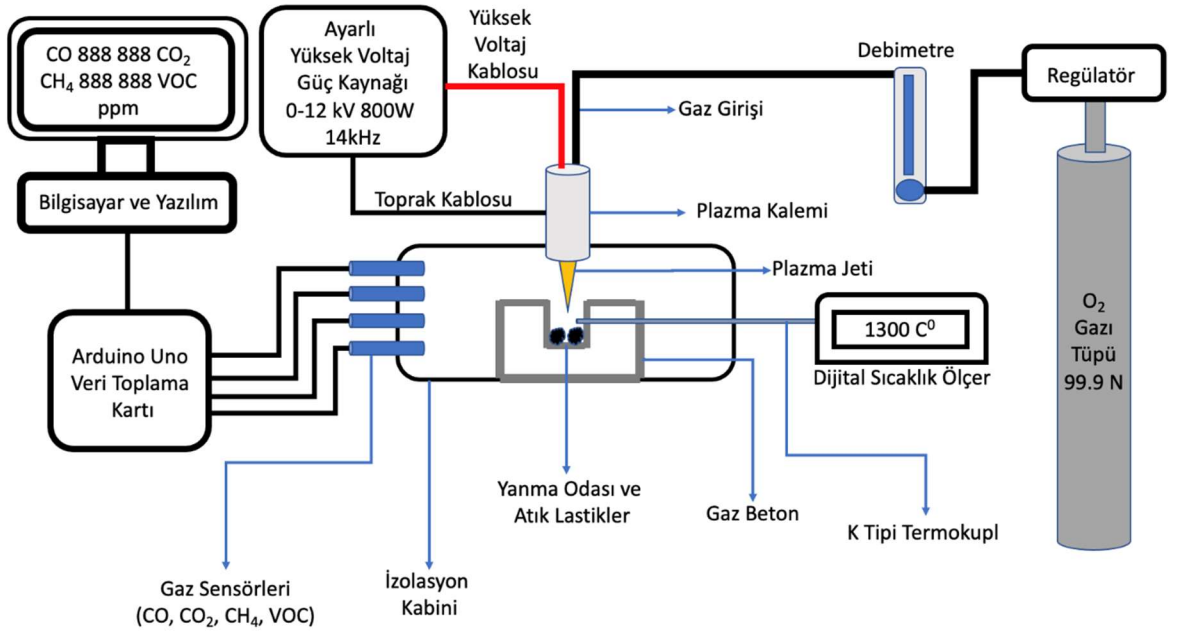 CO 888 888 CO₂
CH₄ 888 888 VOC
ppm
Bilgisayar ve Yazılım
Arduino Uno
Veri Toplama
Kartı
Ayarlı
Yüksek Voltaj
Güç Kaynağı
0-12 kV 800W
14kHz
Yüksek
Voltaj
Kablosu
Toprak Kablosu
Gaz Girişi
Debimetre
Regülatör
Plazma Kalemi
Plazma Jeti
1300 C⁰
Dijital Sıcaklık Ölçer
O₂
Gazı
Tüpü
99.9 N
Yanma Odası ve
Atık Lastikler
Gaz Beton
K Tipi Termokupl
Gaz Sensörleri
(CO, CO₂, CH₄, VOC)
İzolasyon
Kabini